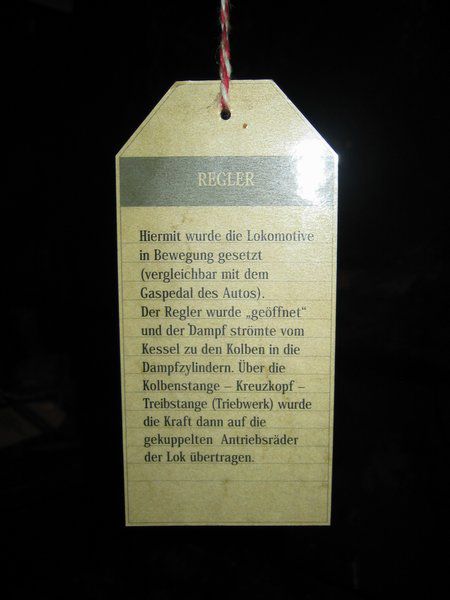 REGLER
Hiermit wurde die Lokomotive
in Bewegung gesetzt
(vergleichbar mit dem
Gaspedal des Autos).
Der Regler wurde „geöffnet“
und der Dampf strömte vom
Kessel zu den Kolben in die
Dampfzylindern. Über die
Kolbenstange – Kreuzkopf –
Treibstange (Triebwerk) wurde
die Kraft dann auf die
gekuppelten Antriebsräder
der Lok übertragen.